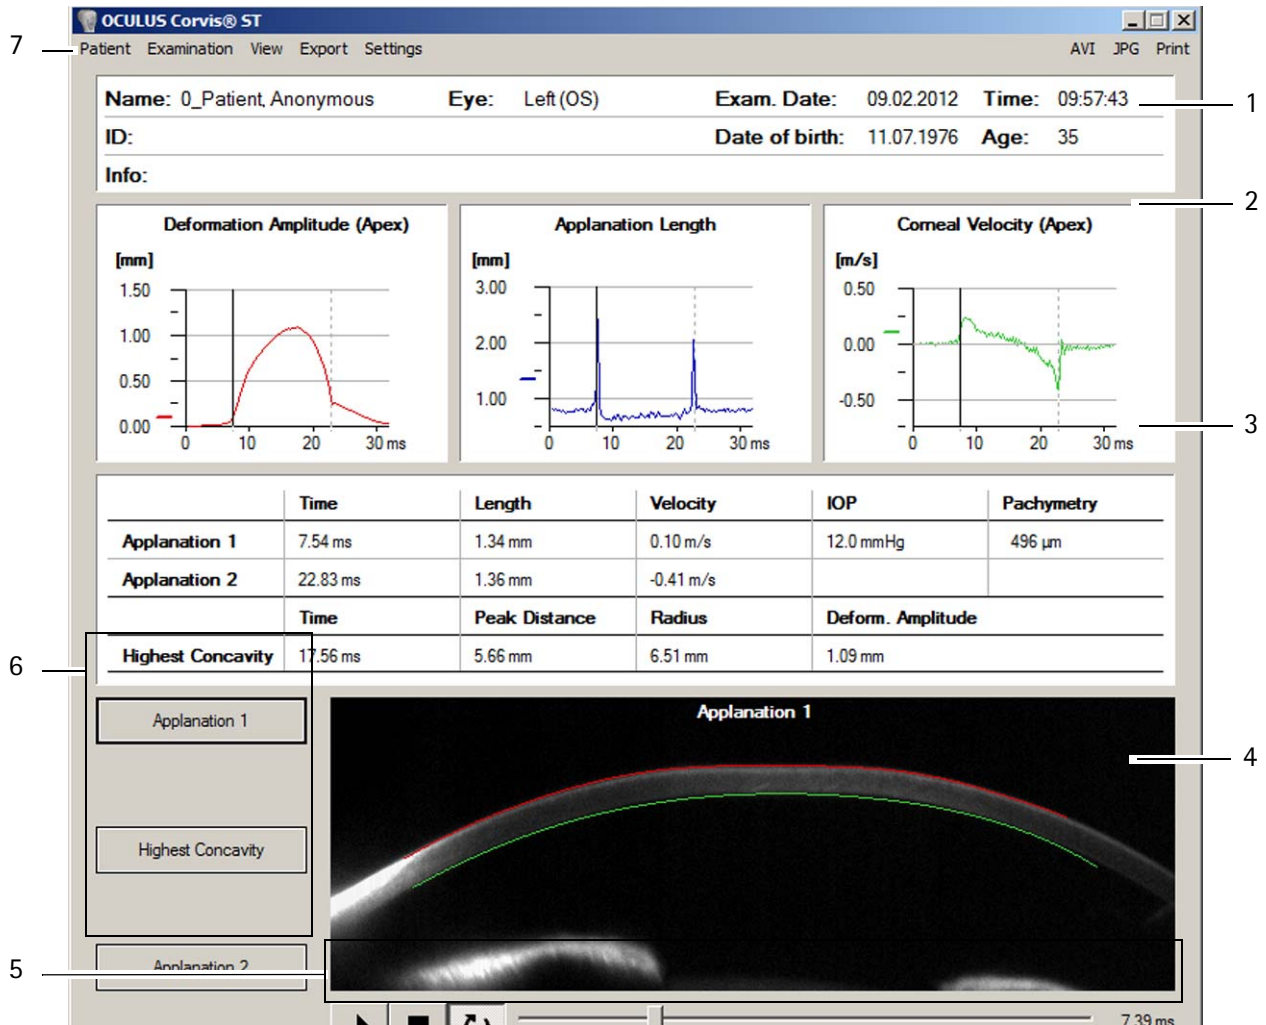 OCULUS Corvis® ST
7 Patient Examination View Export Settings AVI JPG Print
Name: 0_Patient, Anonymous Eye: Left (OS) Exam. Date: 09.02.2012 Time: 09:57:43 1
ID: Date of birth: 11.07.1976 Age: 35
Info:
2
Deformation Amplitude (Apex) Applanation Length Corneal Velocity (Apex)
[mm] [mm] [m/s]
1.50 3.00 0.50
1.00 2.00 0.00
0.50 1.00 -0.50
0.00
3
0 10 20 30 ms 0 10 20 30 ms 0 10 20 30 ms
Time Length Velocity IOP Pachymetry
Applanation 1 7.54 ms 1.34 mm 0.10 m/s 12.0 mmHg 496 µm
Applanation 2 22.83 ms 1.36 mm -0.41 m/s
Time Peak Distance Radius Deform. Amplitude
6 Highest Concavity 17.56 ms 5.66 mm 6.51 mm 1.09 mm
Applanation 1 Applanation 1
4
Highest Concavity
5 Applanation 2
7.39 ms